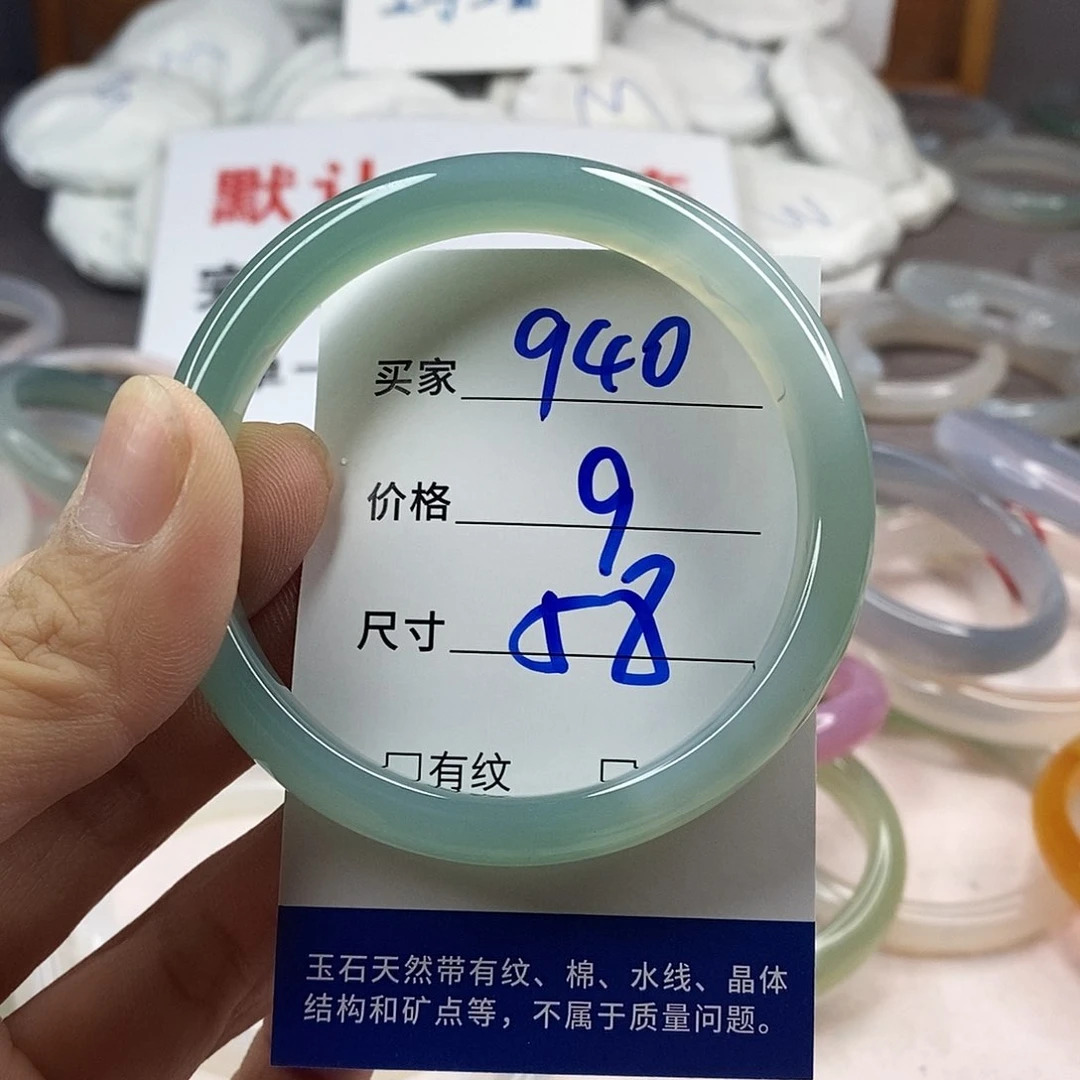 默认
买家 940
价格 9
尺寸 58
□有纹 □
玉石天然带有纹、棉、水线、晶体
结构和矿点等，不属于质量问题。